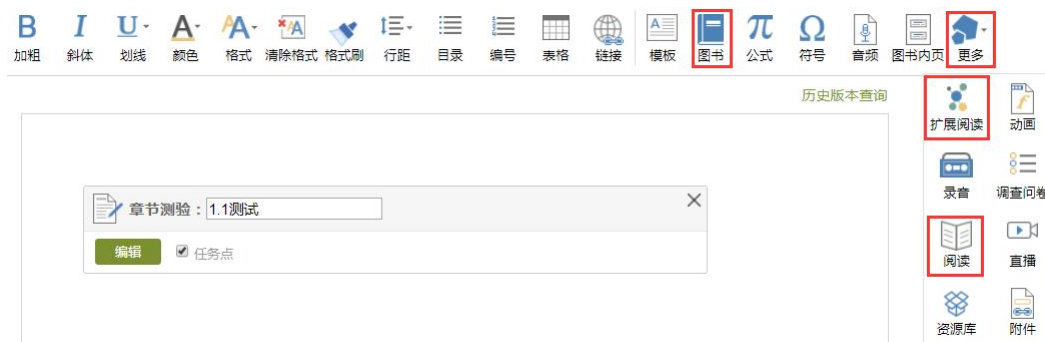 B I U A AA A π Ω
加粗 斜体 划线 颜色 格式 清除格式 格式刷 行距 目录 编号 表格 链接 模板 图书 公式 符号 音频 图书内页 更多
历史版本查询
扩展阅读 动画
章节测验：1.1测试
录音 调查问卷
编辑 任务点
阅读 直播
资源库 附件